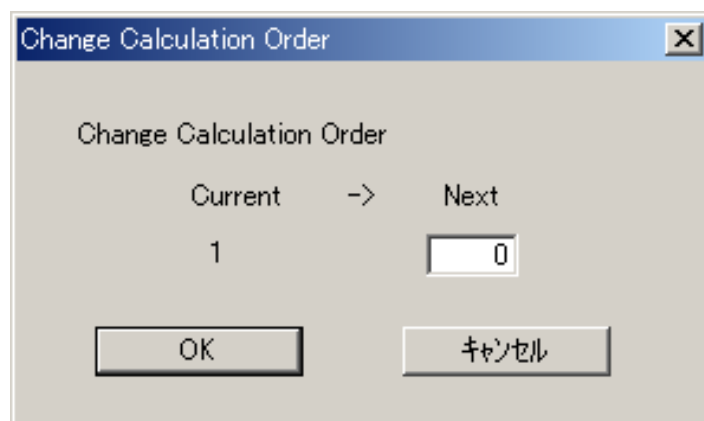 Change Calculation Order
Change Calculation Order
Current -> Next
1 0
OK キャンセル